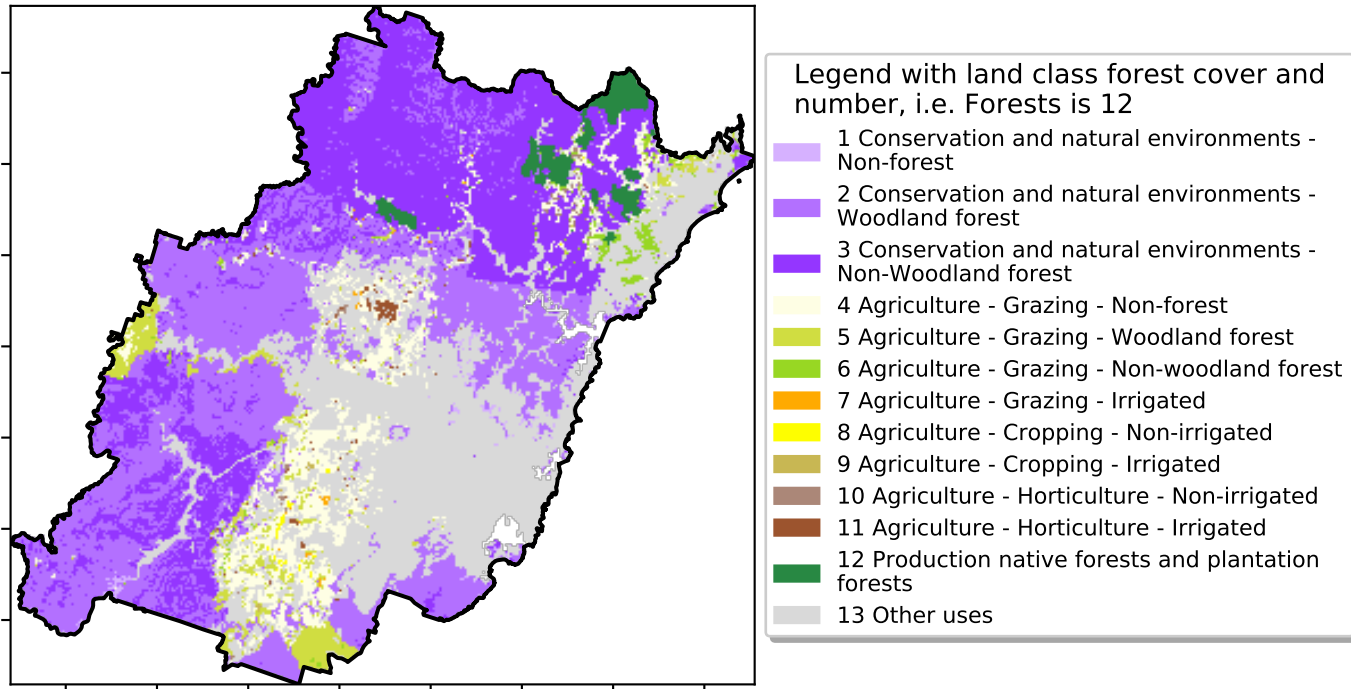 Legend with land class forest cover and
number, i.e. Forests is 12
1 Conservation and natural environments -
Non-forest
2 Conservation and natural environments -
Woodland forest
3 Conservation and natural environments -
Non-Woodland forest
4 Agriculture - Grazing - Non-forest
5 Agriculture - Grazing - Woodland forest
6 Agriculture - Grazing - Non-woodland forest
7 Agriculture - Grazing - Irrigated
8 Agriculture - Cropping - Non-irrigated
9 Agriculture - Cropping - Irrigated
10 Agriculture - Horticulture - Non-irrigated
11 Agriculture - Horticulture - Irrigated
12 Production native forests and plantation
forests
13 Other uses